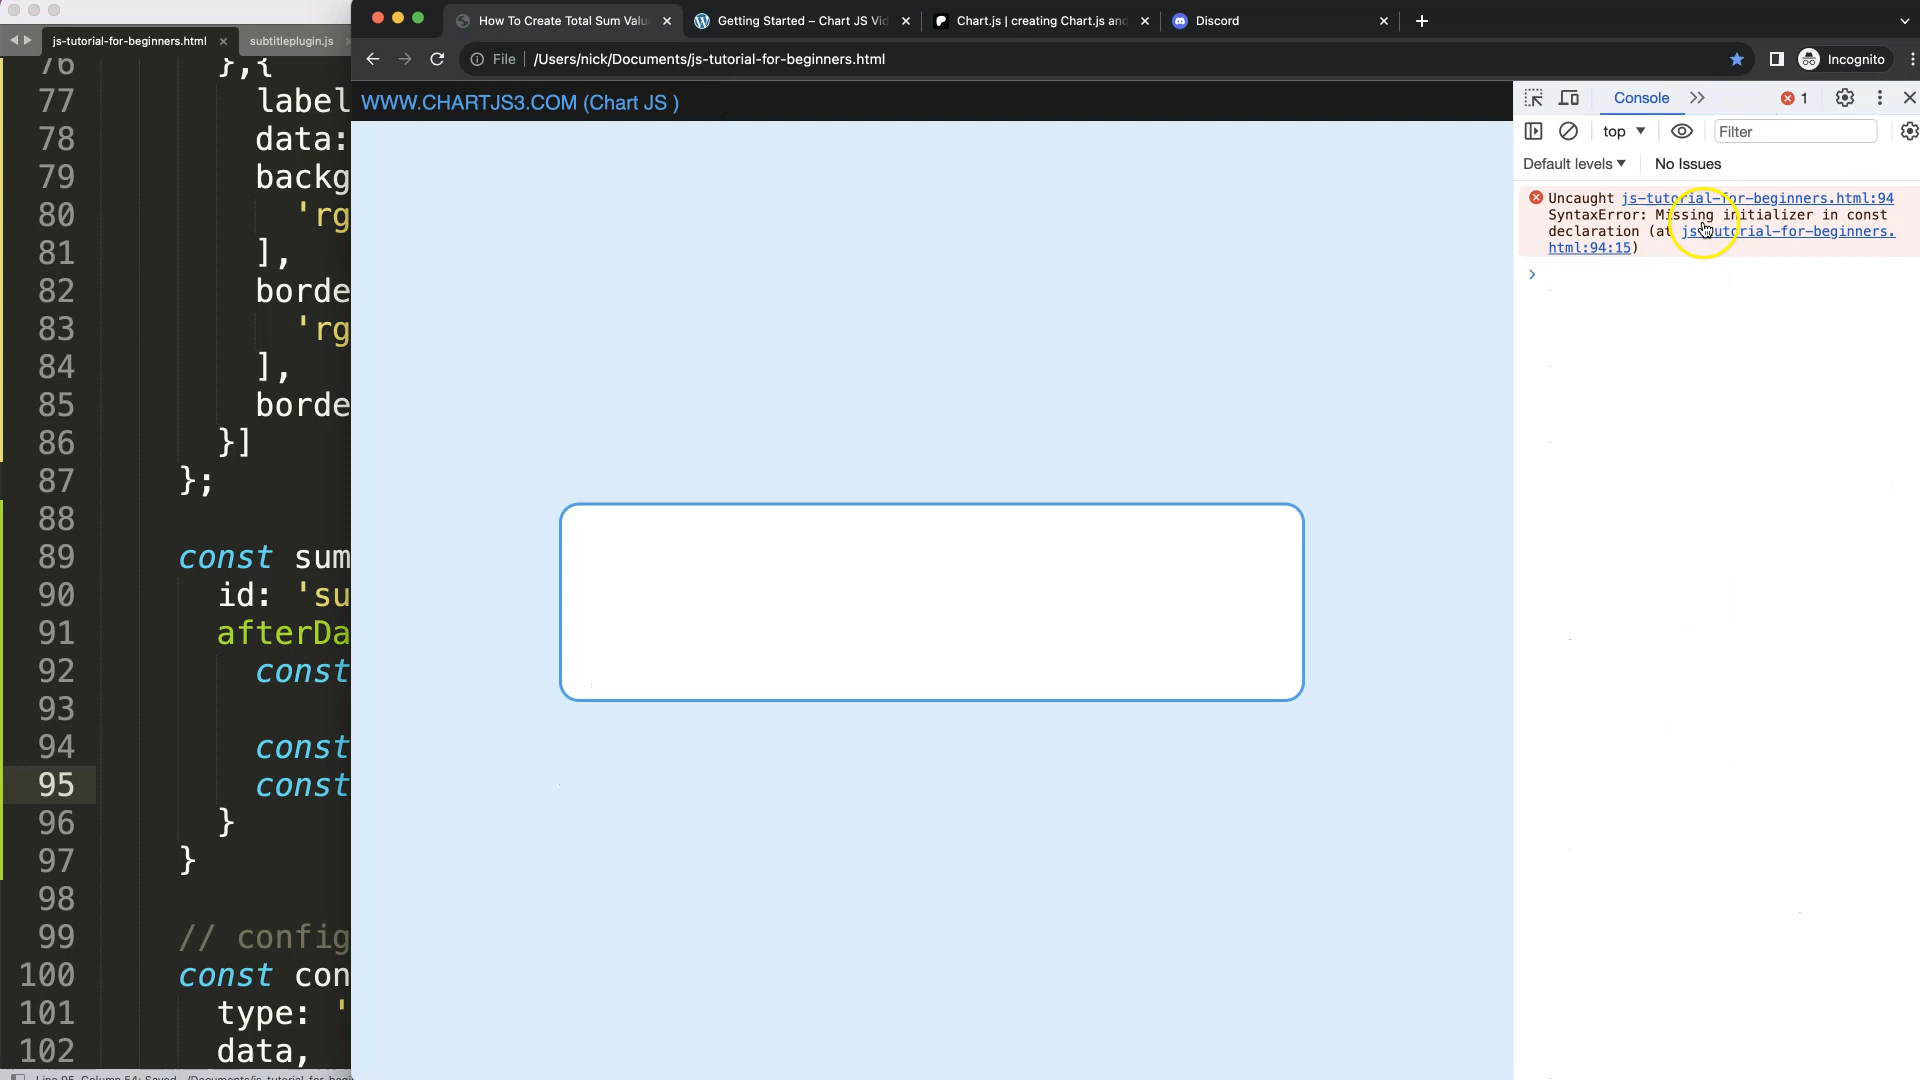 js-tutorial-for-beginners.html
subtitleplugin.js
How To Create Total Sum Valu
Getting Started – Chart JS Vid
Chart.js | creating Chart.js and
Discord
File
/Users/nick/Documents/js-tutorial-for-beginners.html
Incognito
WWW.CHARTJS3.COM (Chart JS )
76 },{
77 label
78 data:
79 backg
80 'rg
81 ],
82 borde
83 'rg
84 ],
85 borde
86 }]
87 };
88
89 const sum
90 id: 'su
91 afterDa
92 const
93
94 const
95 const
96 }
97 }
98
99 // config
100 const con
101 type: '
102 data,
Console
1
top
Filter
Default levels
No Issues
Uncaught js-tutorial-for-beginners.html:94
SyntaxError: Missing initializer in const
declaration (at js-tutorial-for-beginners.
html:94:15)